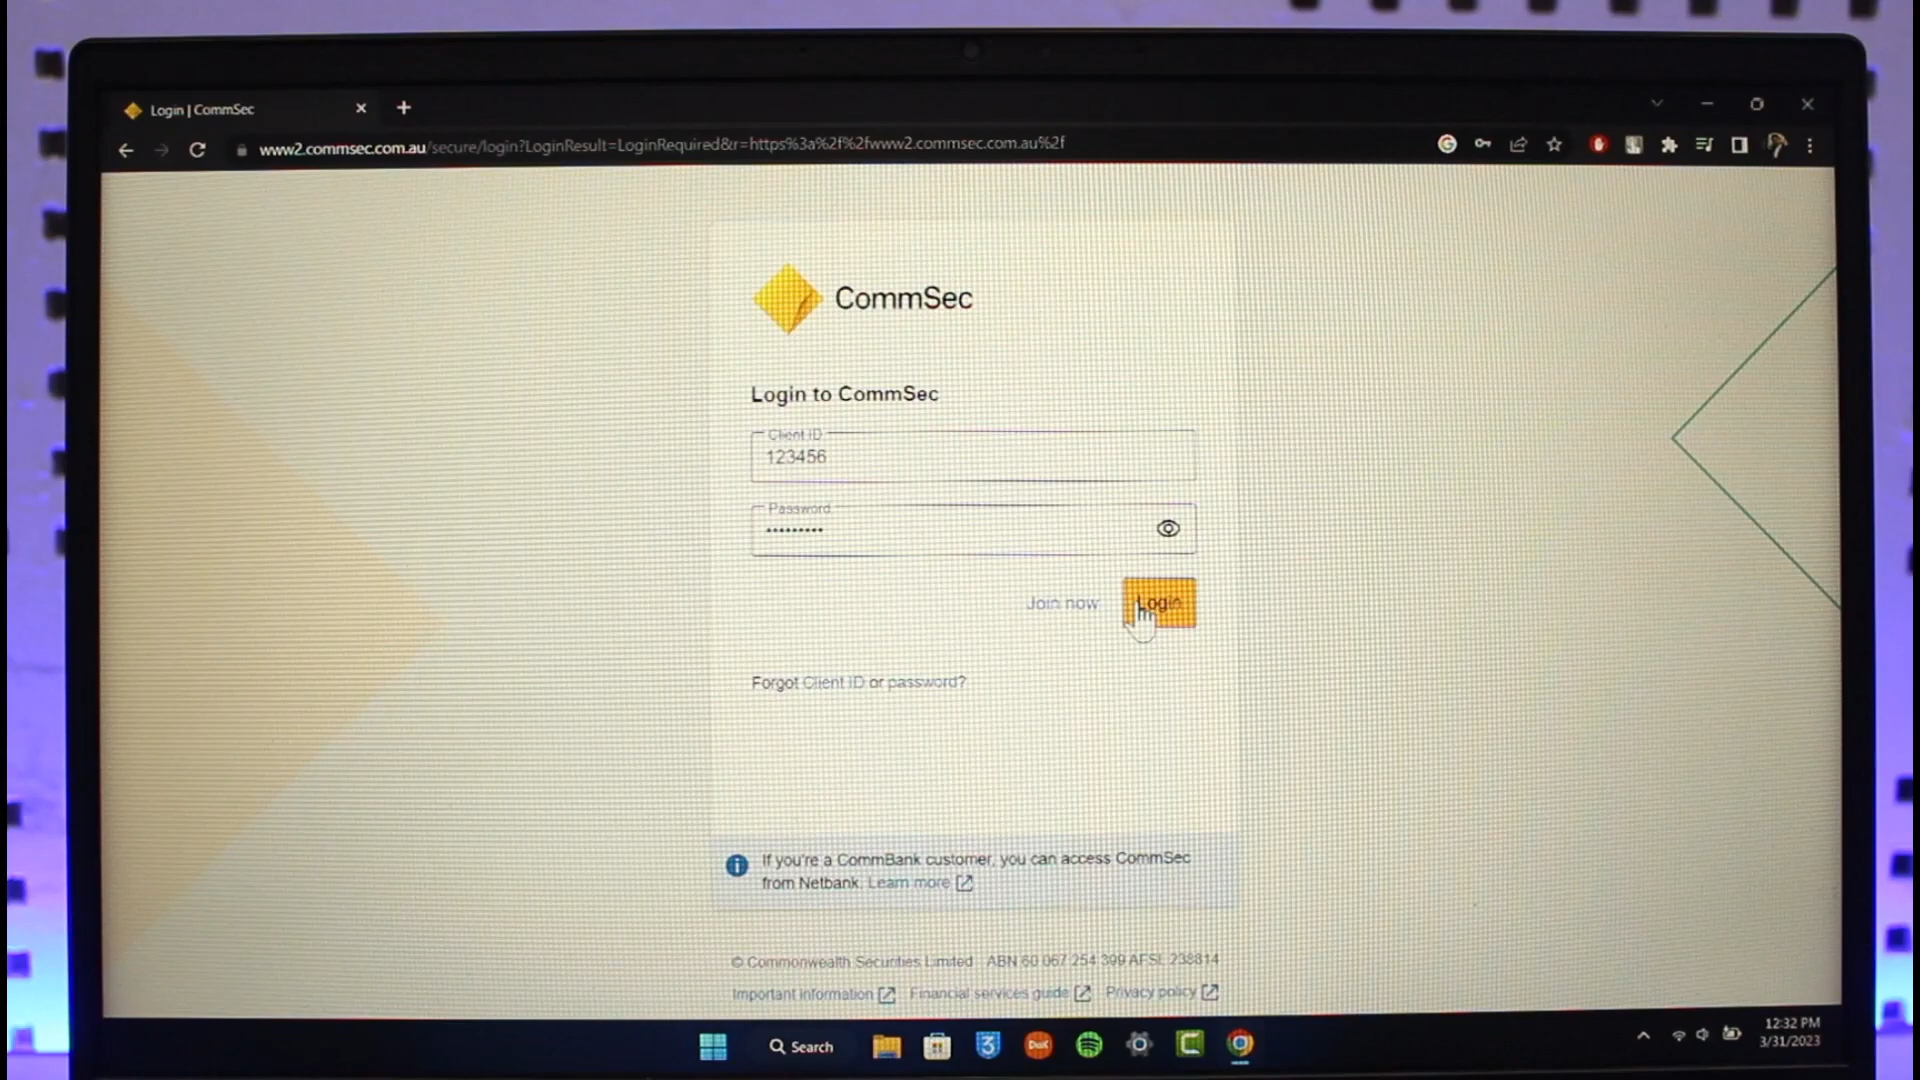 Login | CommSec
www2.commsec.com.au/secure/login?LoginResult=LoginRequired&r=https%3a%2f%2fwww2.commsec.com.au%2f
CommSec
Login to CommSec
Client ID
123456
Password
•••••••••
Join now
Login
Forgot Client ID or password?
If you're a CommBank customer, you can access CommSec
from Netbank. Learn more
© Commonwealth Securities Limited ABN 60 067 254 399 AFSL 238814
Important information
Financial services guide
Privacy policy
Search
12:32 PM
3/31/2023